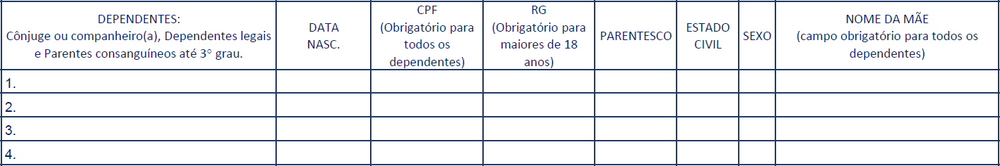 DEPENDENTES:
Cônjuge ou companheiro(a), Dependentes legais
e Parentes consanguíneos até 3° grau.
DATA
NASC.
CPF
(Obrigatório para
todos os
dependentes)
RG
(Obrigatório para
maiores de 18
anos)
PARENTESCO
ESTADO
CIVIL
SEXO
NOME DA MÃE
(campo obrigatório para todos os
dependentes)
1.
2.
3.
4.